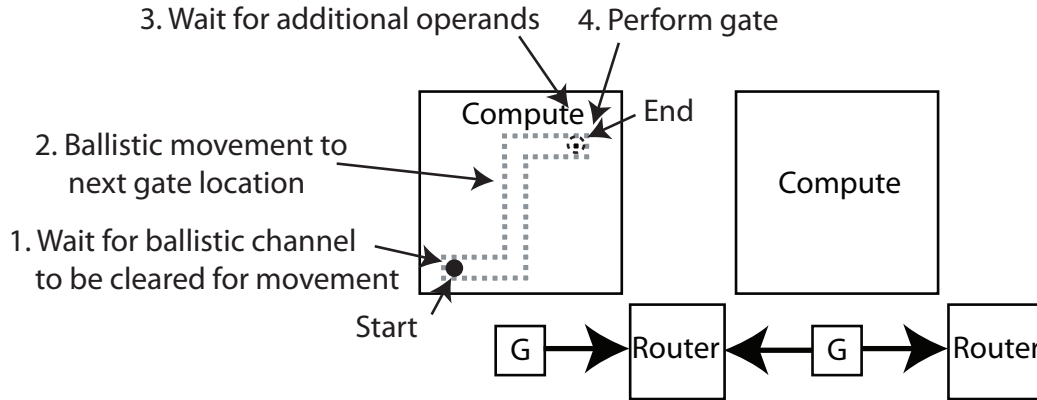 3. Wait for additional operands
4. Perform gate
Compute
End
2. Ballistic movement to
next gate location
Compute
1. Wait for ballistic channel
to be cleared for movement
Start
G
Router
G
Router